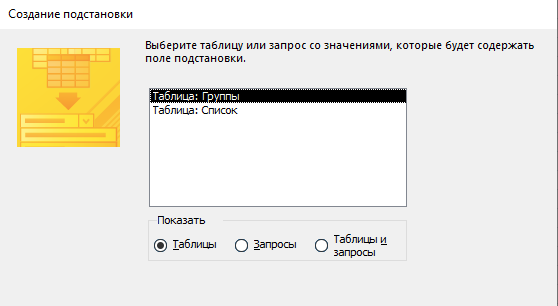 Создание подстановки
Выберите таблицу или запрос со значениями, которые будет содержать
поле подстановки.
Таблица: Группы
Таблица: Список
Показать
Таблицы
Запросы
Таблицы и
запросы